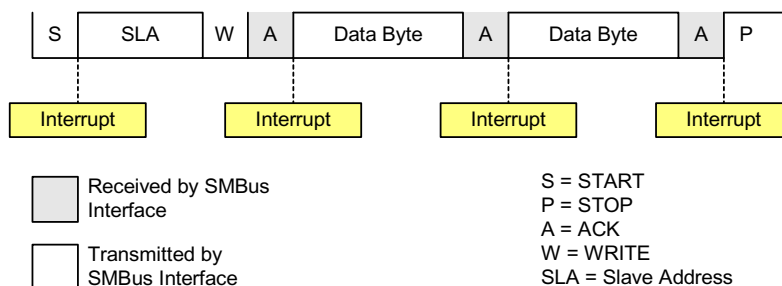 S SLA W A Data Byte A Data Byte A P
Interrupt Interrupt Interrupt Interrupt
Received by SMBus
Interface
Transmitted by
SMBus Interface
S = START
P = STOP
A = ACK
W = WRITE
SLA = Slave Address